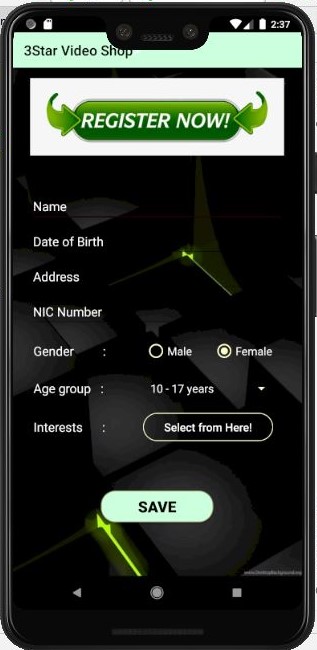 2:37
3Star Video Shop
REGISTER NOW!
Name
Date of Birth
Address
NIC Number
Gender : Male Female
Age group : 10 - 17 years
Interests : Select from Here!
SAVE